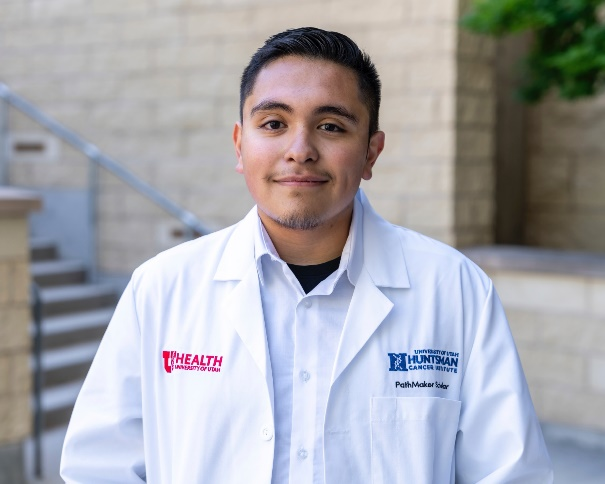 HEALTH
UNIVERSITY OF UTAH
UNIVERSITY OF UTAH
HUNTSMAN
CANCER INSTITUTE
PathMaker Scholar